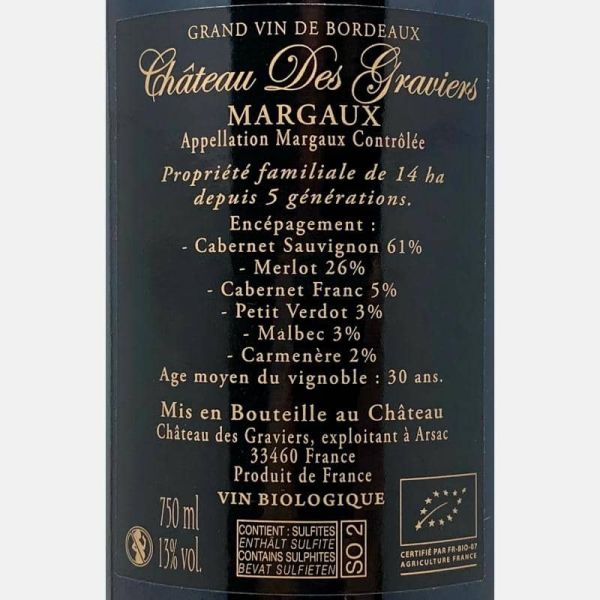 GRAND VIN DE BORDEAUX
Château Des Graviers
MARGAUX
Appellation Margaux Contrôlée
Propriété familiale de 14 ha
depuis 5 générations.
Encépagement :
- Cabernet Sauvignon 61%
- Merlot 26%
- Cabernet Franc 5%
- Petit Verdot 3%
- Malbec 3%
- Carmenère 2%
Age moyen du vignoble : 30 ans.
Mis en Bouteille au Château
Château des Graviers, exploitant à Arsac
33460 France
Produit de France
VIN BIOLOGIQUE
750 ml
13% vol.
CONTIENT : SULFITES
ENTHÄLT SULFITE
CONTAINS SULPHITES
BEVAT SULFIETEN
SO 2
CERTIFIÉ PAR FR-BIO-07
AGRICULTURE FRANCE